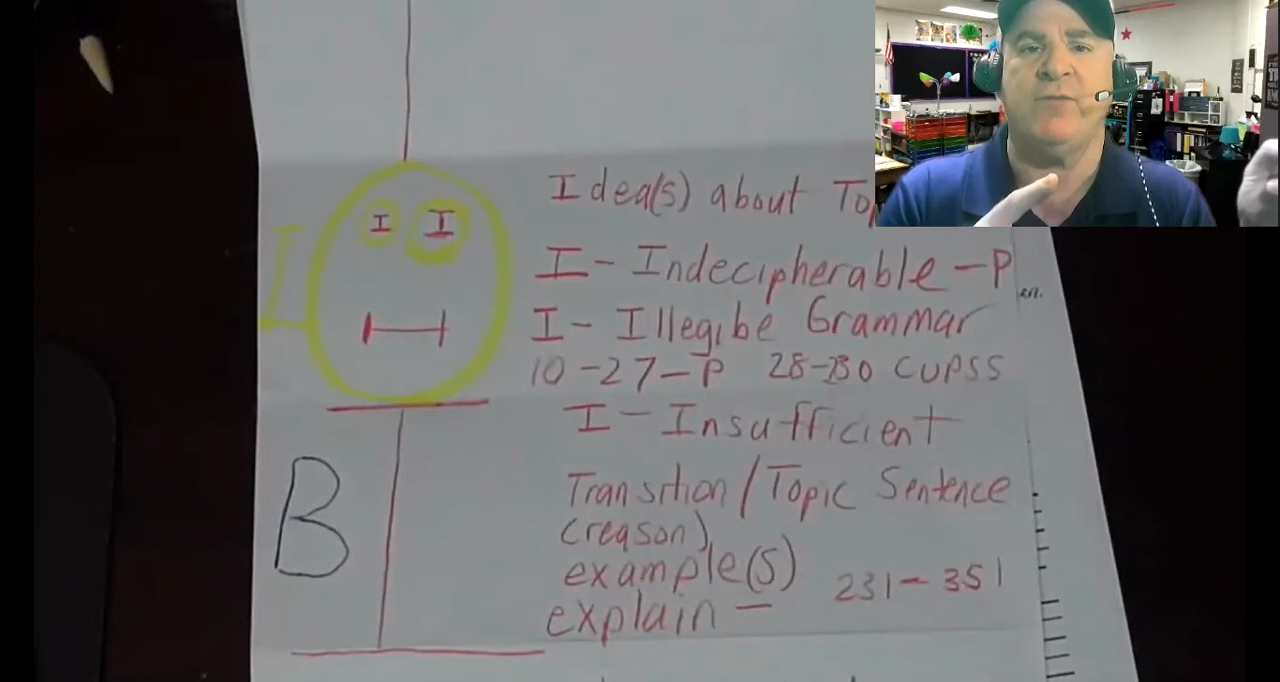 I
I I
Idea(s) about To
I - Indecipherable - P
I - Illegibe Grammar
10 - 27 - P 28-230 CUPSS
I - Insufficient
Transition / Topic Sentence
(reason)
example(s) 231 - 351
explain -
B